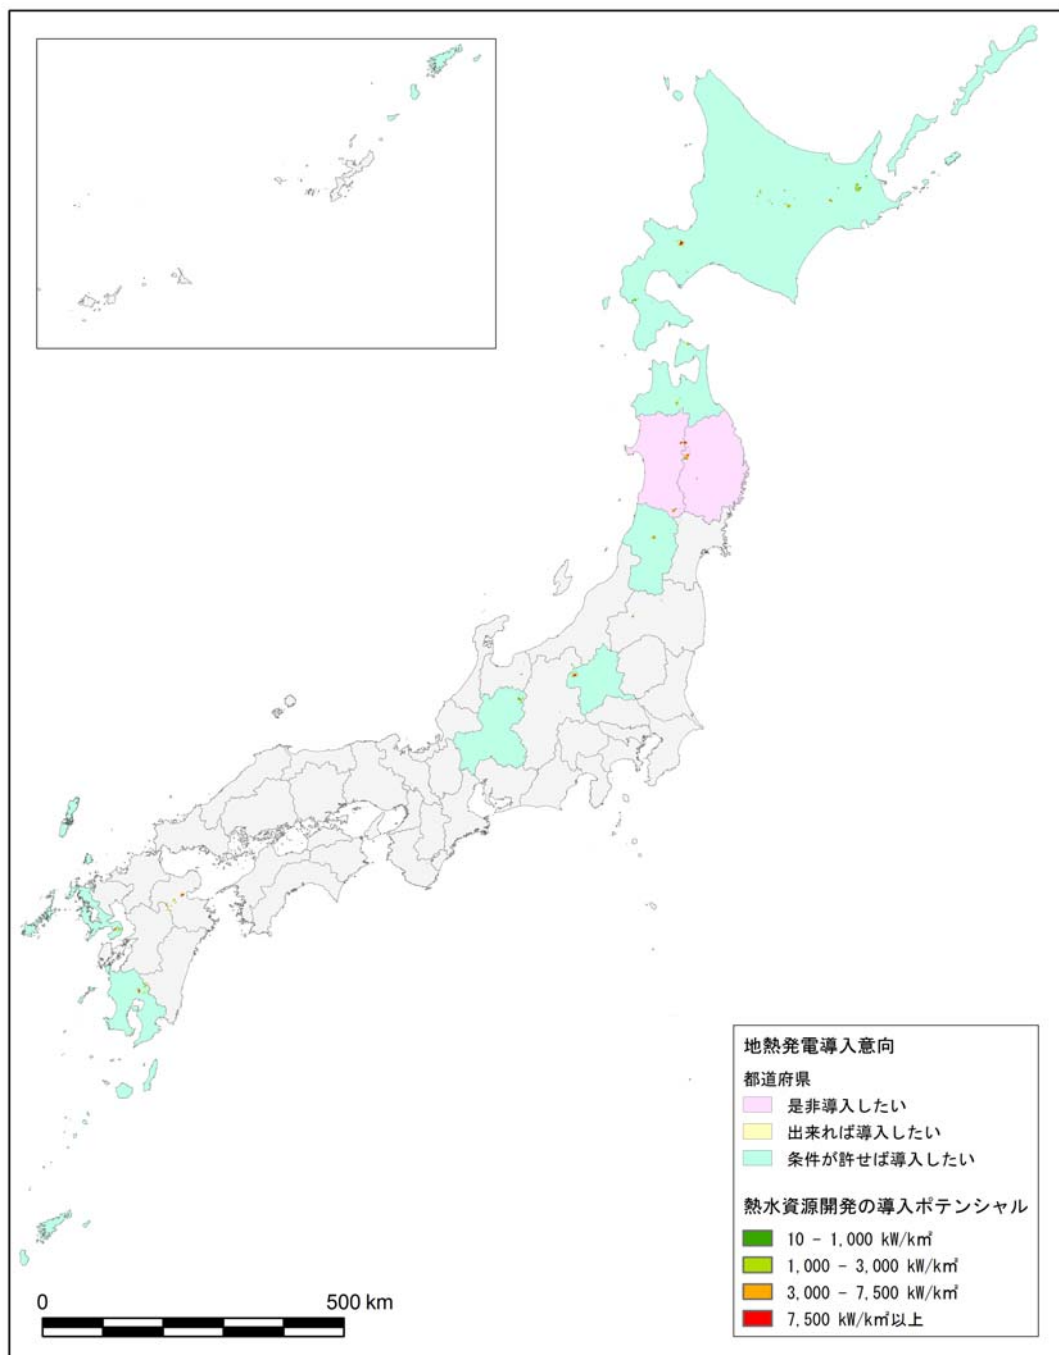 地熱発電導入意向
都道府県
是非導入したい
出来れば導入したい
条件が許せば導入したい
熱水資源開発の導入ポテンシャル
10 - 1,000 kW/k㎡
1,000 - 3,000 kW/k㎡
3,000 - 7,500 kW/k㎡
7,500 kW/k㎡以上
0 500 km